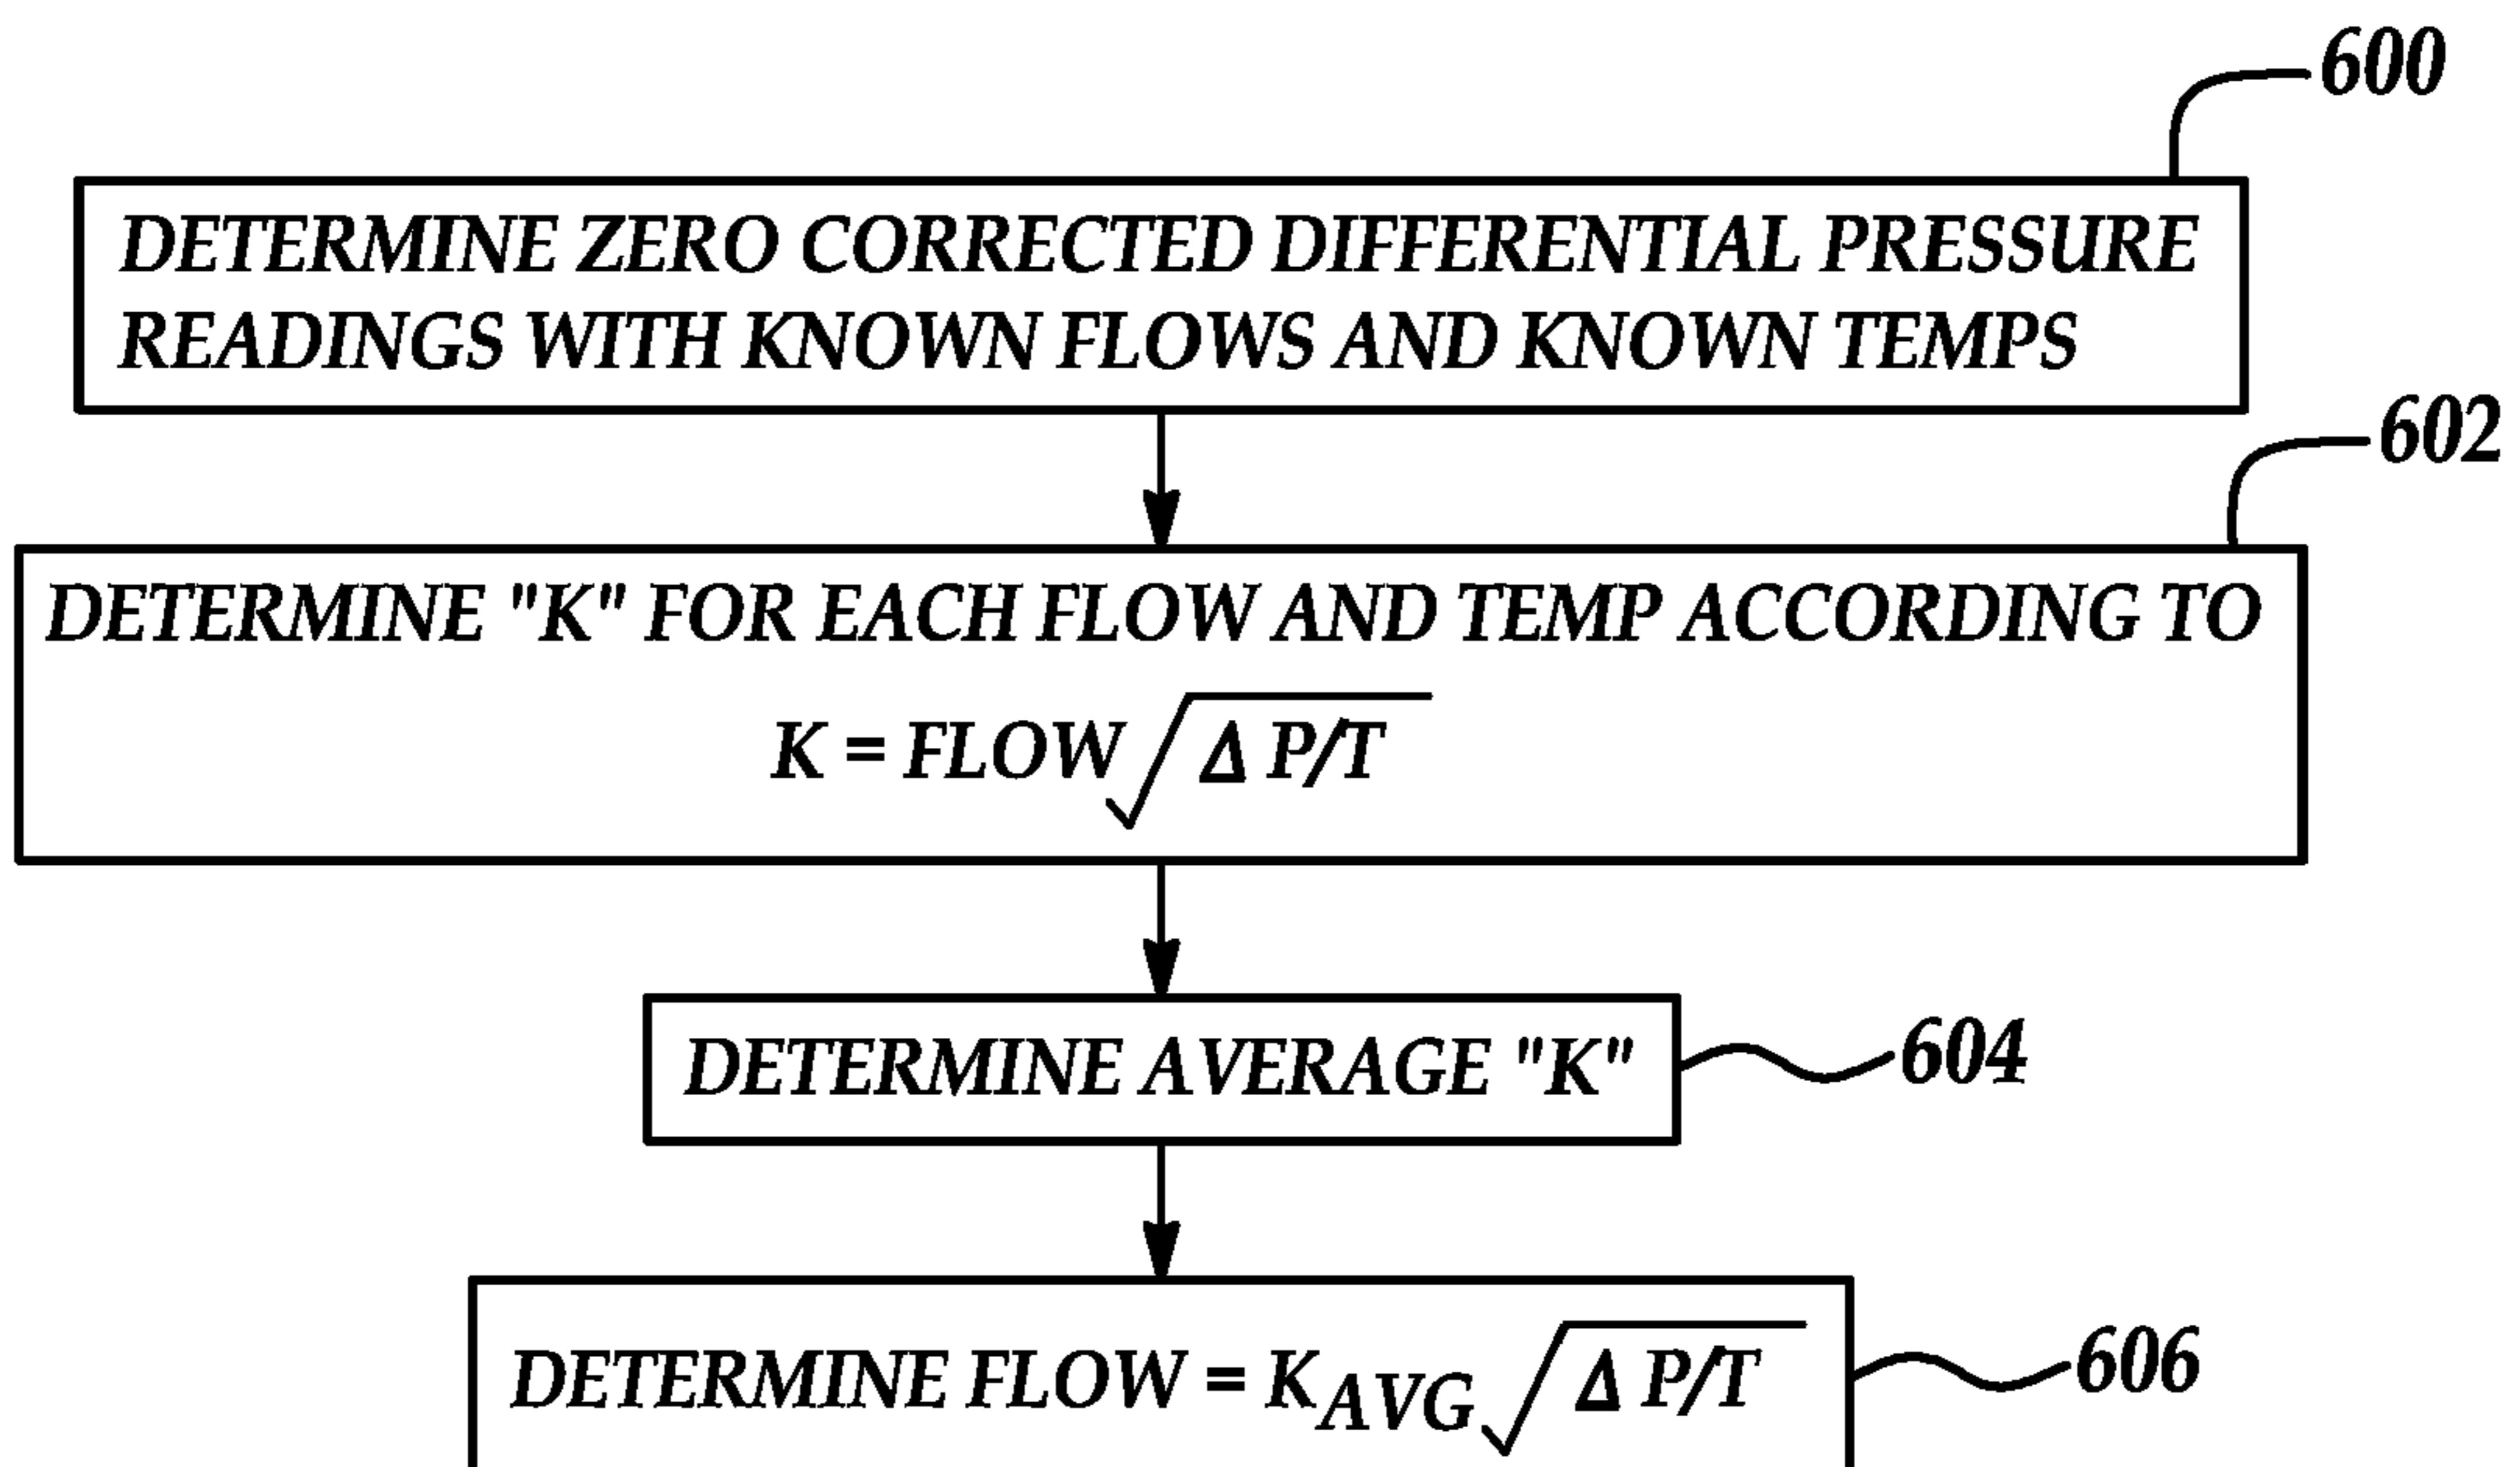 600
DETERMINE ZERO CORRECTED DIFFERENTIAL PRESSURE
READINGS WITH KNOWN FLOWS AND KNOWN TEMPS
602
DETERMINE "K" FOR EACH FLOW AND TEMP ACCORDING TO
K = FLOW√Δ P/T
DETERMINE AVERAGE "K"
604
DETERMINE FLOW = KAVG√Δ P/T
606